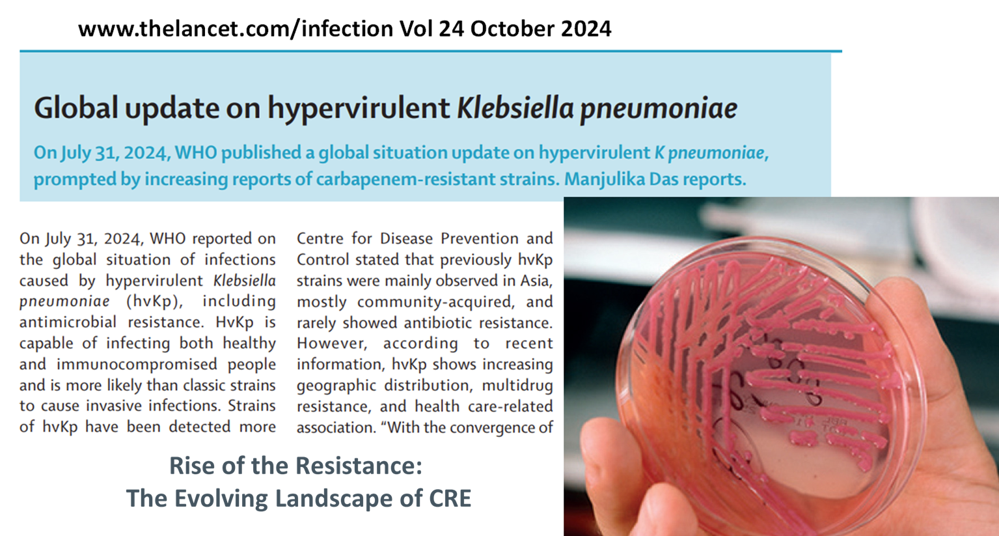 www.thelancet.com/infection Vol 24 October 2024
Global update on hypervirulent Klebsiella pneumoniae
On July 31, 2024, WHO published a global situation update on hypervirulent K pneumoniae,
prompted by increasing reports of carbapenem-resistant strains. Manjulika Das reports.
On July 31, 2024, WHO reported on
the global situation of infections
caused by hypervirulent Klebsiella
pneumoniae (hvKp), including
antimicrobial resistance. HvKp is
capable of infecting both healthy
and immunocompromised people
and is more likely than classic strains
to cause invasive infections. Strains
of hvKp have been detected more
Centre for Disease Prevention and
Control stated that previously hvKp
strains were mainly observed in Asia,
mostly community-acquired, and
rarely showed antibiotic resistance.
However, according to recent
information, hvKp shows increasing
geographic distribution, multidrug
resistance, and health care-related
association. “With the convergence of
Rise of the Resistance:
The Evolving Landscape of CRE